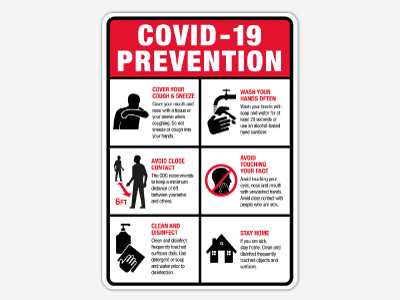 COVID-19
PREVENTION
COVER YOUR
COUGH & SNEEZE
Cover your mouth and
nose with a tissue or
your sleeve when
coughing. Do not
sneeze or cough into
your hands.
WASH YOUR
HANDS OFTEN
Wash your hands with
soap and water for at
least 20 seconds or
use an alcohol-based
hand sanitizer.
AVOID CLOSE
CONTACT
The CDC recommends
to keep a minimum
distance of 6ft
between yourselve
and others.
6FT
AVOID
TOUCHING
YOUR FACE
Avoid touching your
eyes, nose and mouth
with unwashed hands.
Avoid close contact with
people who are sick.
CLEAN AND
DISINFECT
Clean and disinfect
frequently touched
surfaces daily. Use
detergent or soap
and water prior to
disinfection.
STAY HOME
If you are sick,
stay home. Clean and
disinfect frequently
touched objects and
surfaces.